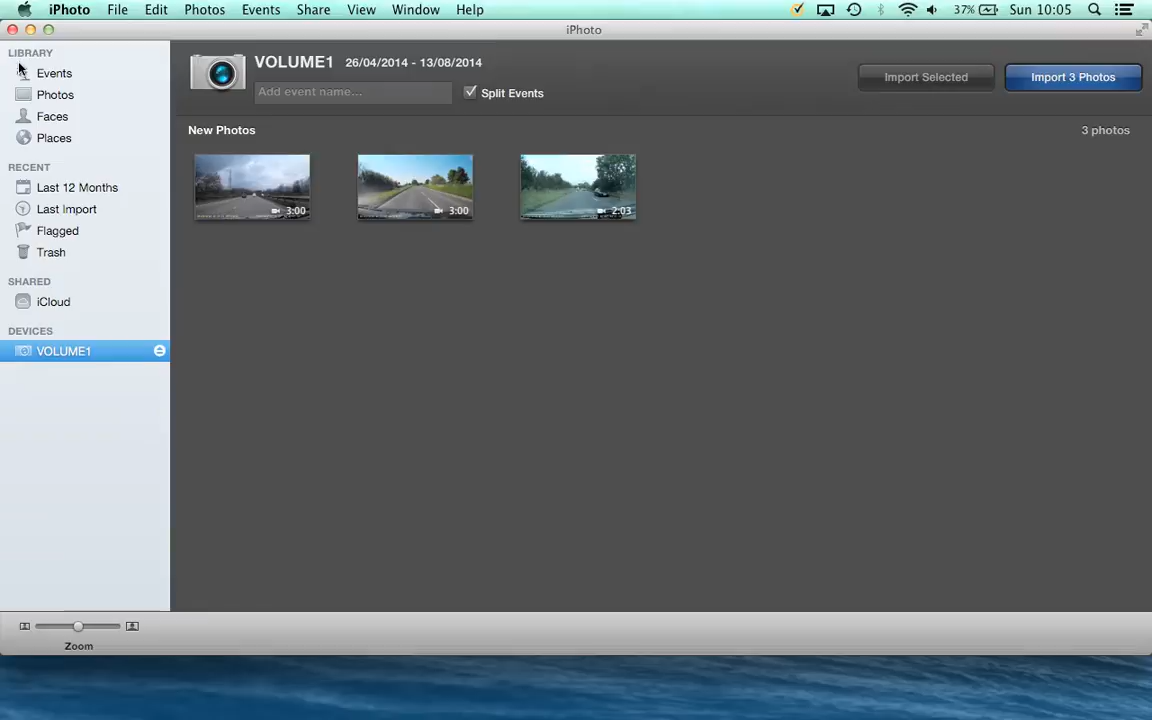 iPhoto File Edit Photos Events Share View Window Help 37% Sun 10:05
iPhoto
LIBRARY
Events
Photos
Faces
Places
RECENT
Last 12 Months
Last Import
Flagged
Trash
SHARED
iCloud
DEVICES
VOLUME1
VOLUME1 26/04/2014 - 13/08/2014
Add event name...
Split Events
Import Selected
Import 3 Photos
New Photos
3 photos
3:00
3:00
2:03
Zoom